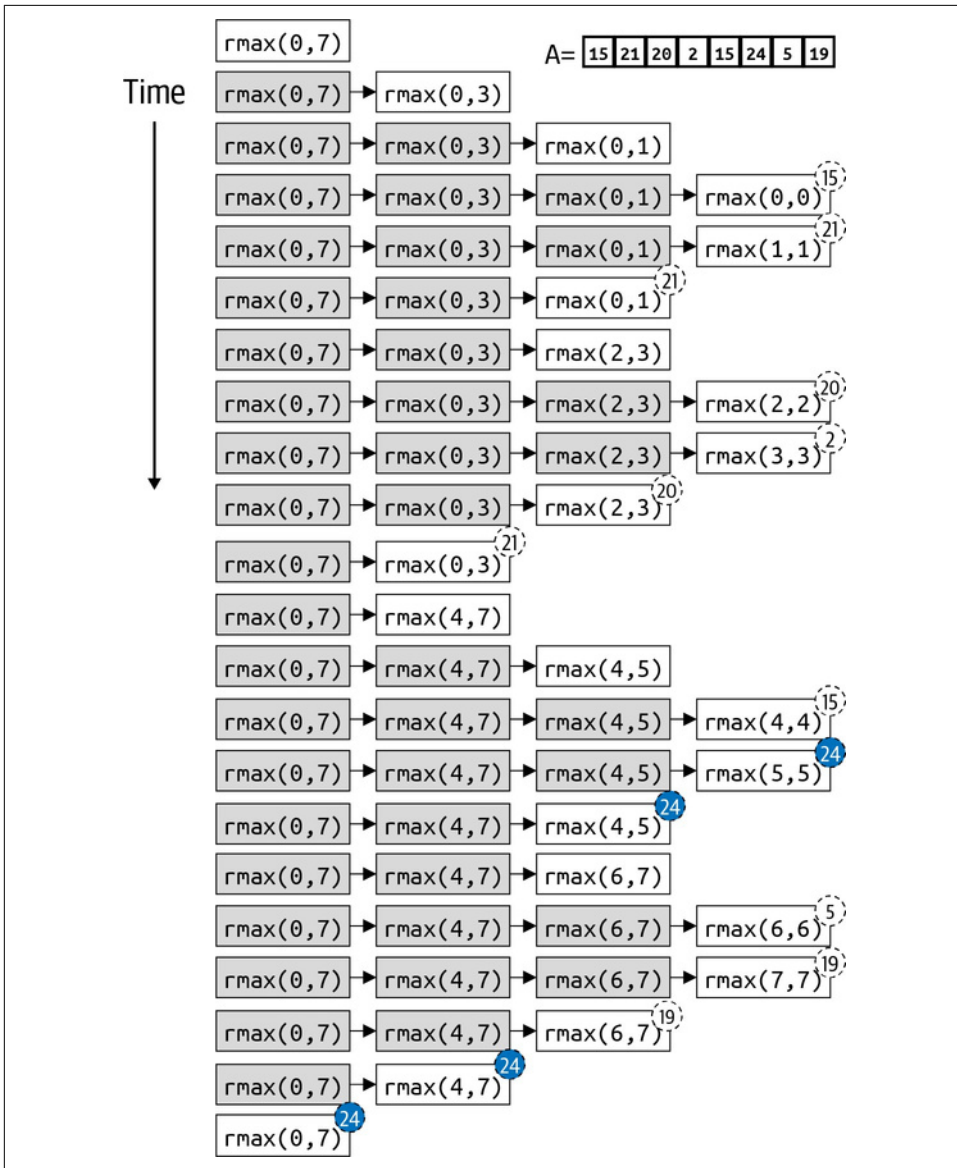 rmax(0,7)
A= 15 21 20 2 15 24 5 19
Time
rmax(0,7) rmax(0,3)
rmax(0,7) rmax(0,3) rmax(0,1)
rmax(0,7) rmax(0,3) rmax(0,1) rmax(0,0) 15
rmax(0,7) rmax(0,3) rmax(0,1) rmax(1,1) 21
rmax(0,7) rmax(0,3) rmax(0,1) 21
rmax(0,7) rmax(0,3) rmax(2,3)
rmax(0,7) rmax(0,3) rmax(2,3) rmax(2,2) 20
rmax(0,7) rmax(0,3) rmax(2,3) rmax(3,3) 2
rmax(0,7) rmax(0,3) rmax(2,3) 20
rmax(0,7) rmax(0,3) 21
rmax(0,7) rmax(4,7)
rmax(0,7) rmax(4,7) rmax(4,5)
rmax(0,7) rmax(4,7) rmax(4,5) rmax(4,4) 15
rmax(0,7) rmax(4,7) rmax(4,5) rmax(5,5) 24
rmax(0,7) rmax(4,7) rmax(4,5) 24
rmax(0,7) rmax(4,7) rmax(6,7)
rmax(0,7) rmax(4,7) rmax(6,7) rmax(6,6) 5
rmax(0,7) rmax(4,7) rmax(6,7) rmax(7,7) 19
rmax(0,7) rmax(4,7) rmax(6,7) 19
rmax(0,7) rmax(4,7) 24
rmax(0,7) 24